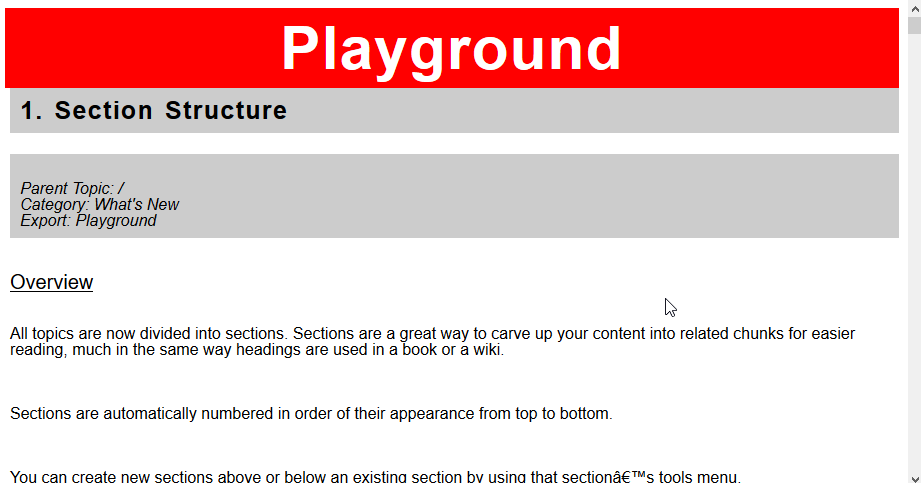 Playground
1. Section Structure
Parent Topic: /
Category: What's New
Export: Playground
Overview
All topics are now divided into sections. Sections are a great way to carve up your content into related chunks for easier
reading, much in the same way headings are used in a book or a wiki.
Sections are automatically numbered in order of their appearance from top to bottom.
You can create new sections above or below an existing section by using that sectionâ€™s tools menu.